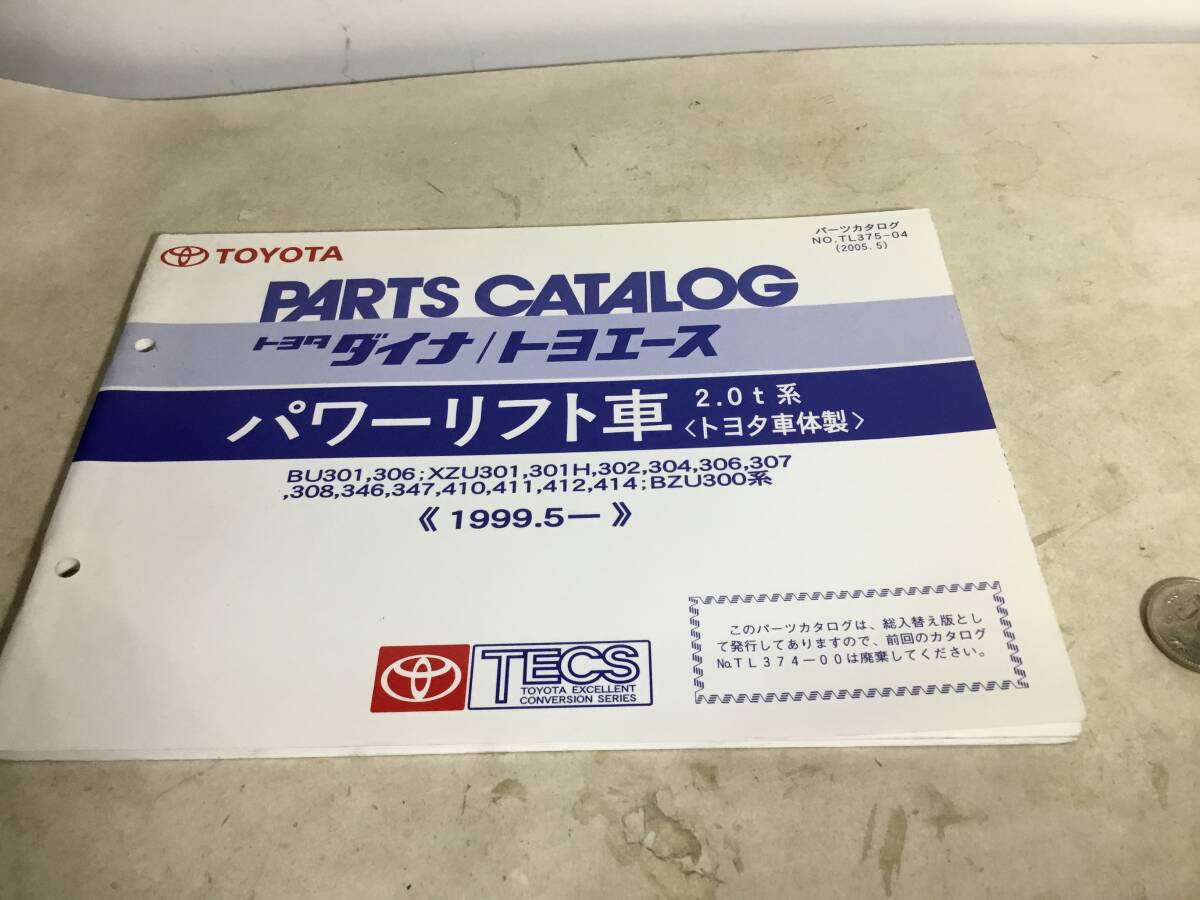 TOYOTA
パーツカタログ
NO.TL375-04
(2005.5)
PARTS CATALOG
トヨタ ダイナ/トヨエース
パワーリフト車 2.0t系
〈トヨタ車体製〉
BU301,306;XZU301,301H,302,304,306,307
,308,346,347,410,411,412,414;BZU300系
《1999.5ー》
このパーツカタログは、総入替え版とし
て発行してありますので、前回のカタログ
№TL374ー00は廃棄してください。
TECS
TOYOTA EXCELLENT
CONVERSION SERIES